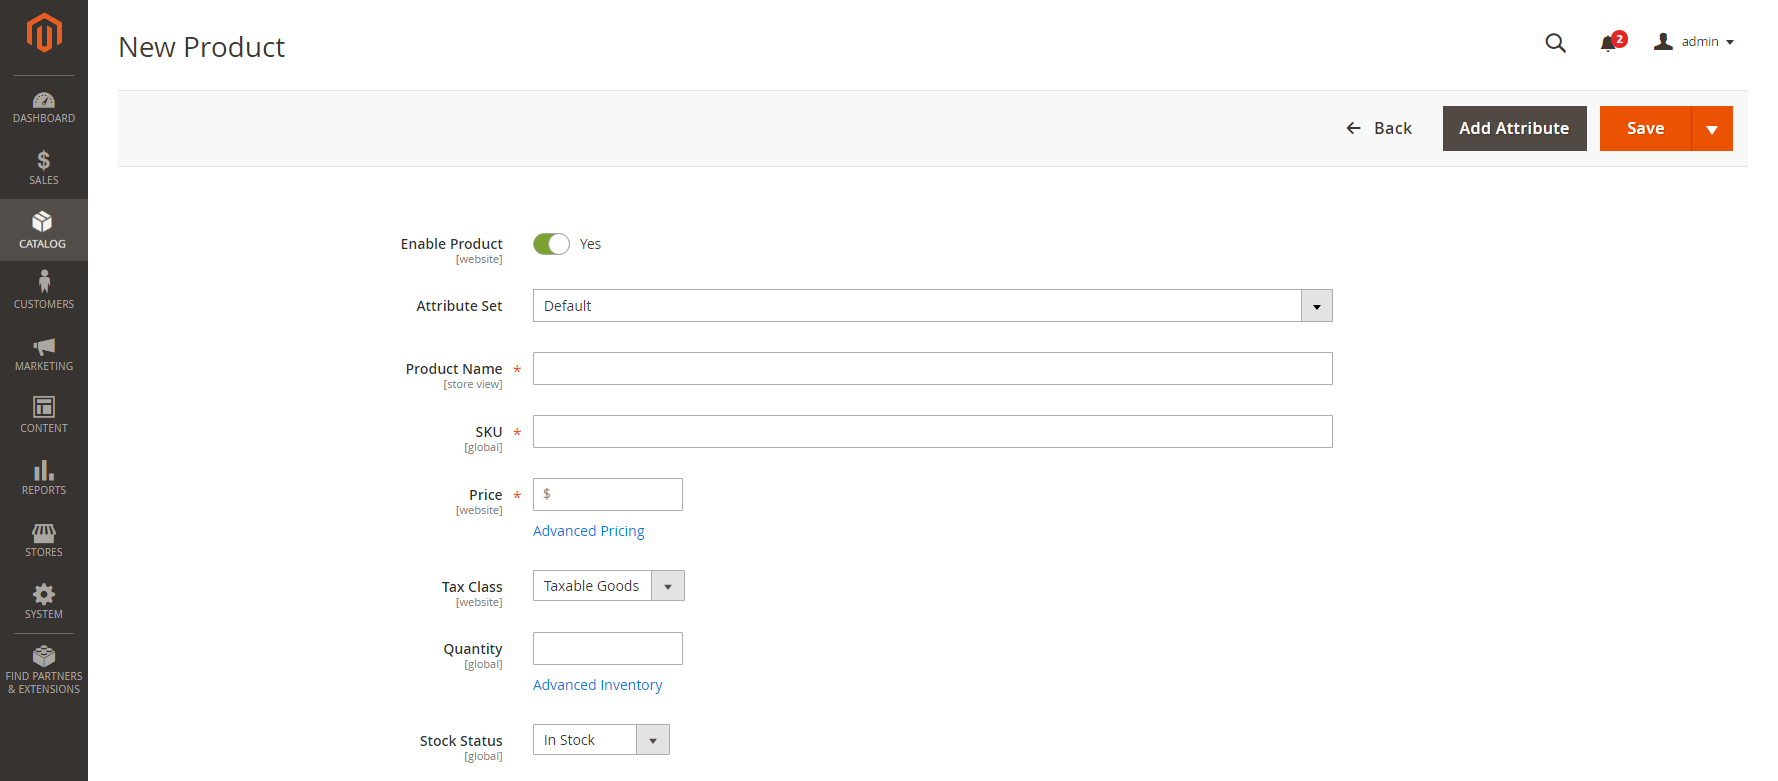 New Product
2
admin
DASHBOARD
SALES
CATALOG
CUSTOMERS
MARKETING
CONTENT
REPORTS
STORES
SYSTEM
FIND PARTNERS
& EXTENSIONS
Back
Add Attribute
Save
Enable Product
[website]
Yes
Attribute Set
Default
Product Name *
[store view]
SKU *
[global]
Price *
[website]
$
Advanced Pricing
Tax Class
[website]
Taxable Goods
Quantity
[global]
Advanced Inventory
Stock Status
[global]
In Stock